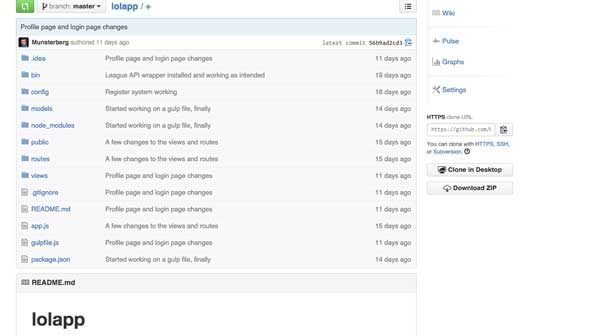 branch: master lolapp / +
Profile page and login page changes
Munsterberg authored 11 days ago latest commit 56b9ad2cd3
.idea Profile page and login page changes 11 days ago
bin League API wrapper installed and working as intended 19 days ago
config Register system working 18 days ago
models Started working on a gulp file, finally 14 days ago
node_modules Started working on a gulp file, finally 14 days ago
public A few changes to the views and routes 15 days ago
routes A few changes to the views and routes 15 days ago
views Profile page and login page changes 11 days ago
.gitignore Profile page and login page changes 11 days ago
README.md Profile page and login page changes 11 days ago
app.js A few changes to the views and routes 15 days ago
gulpfile.js Profile page and login page changes 11 days ago
package.json Started working on a gulp file, finally 14 days ago
README.md
lolapp
Wiki
Pulse
Graphs
Settings
HTTPS clone URL
https://github.com/
You can clone with HTTPS, SSH,
or Subversion.
Clone in Desktop
Download ZIP